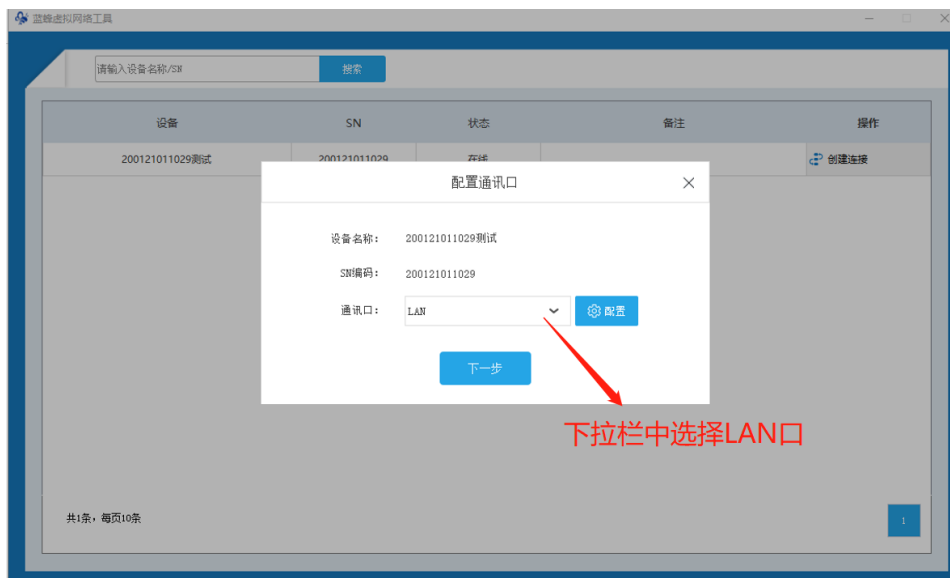 蓝蜂虚拟网络工具
请输入设备名称/SN
搜索
设备 SN 状态 备注 操作
200121011029测试 200121011029 在线 创建连接
配置通讯口
设备名称： 200121011029测试
SN编码： 200121011029
通讯口： LAN 配置
下一步
下拉栏中选择LAN口
共1条，每页10条
1